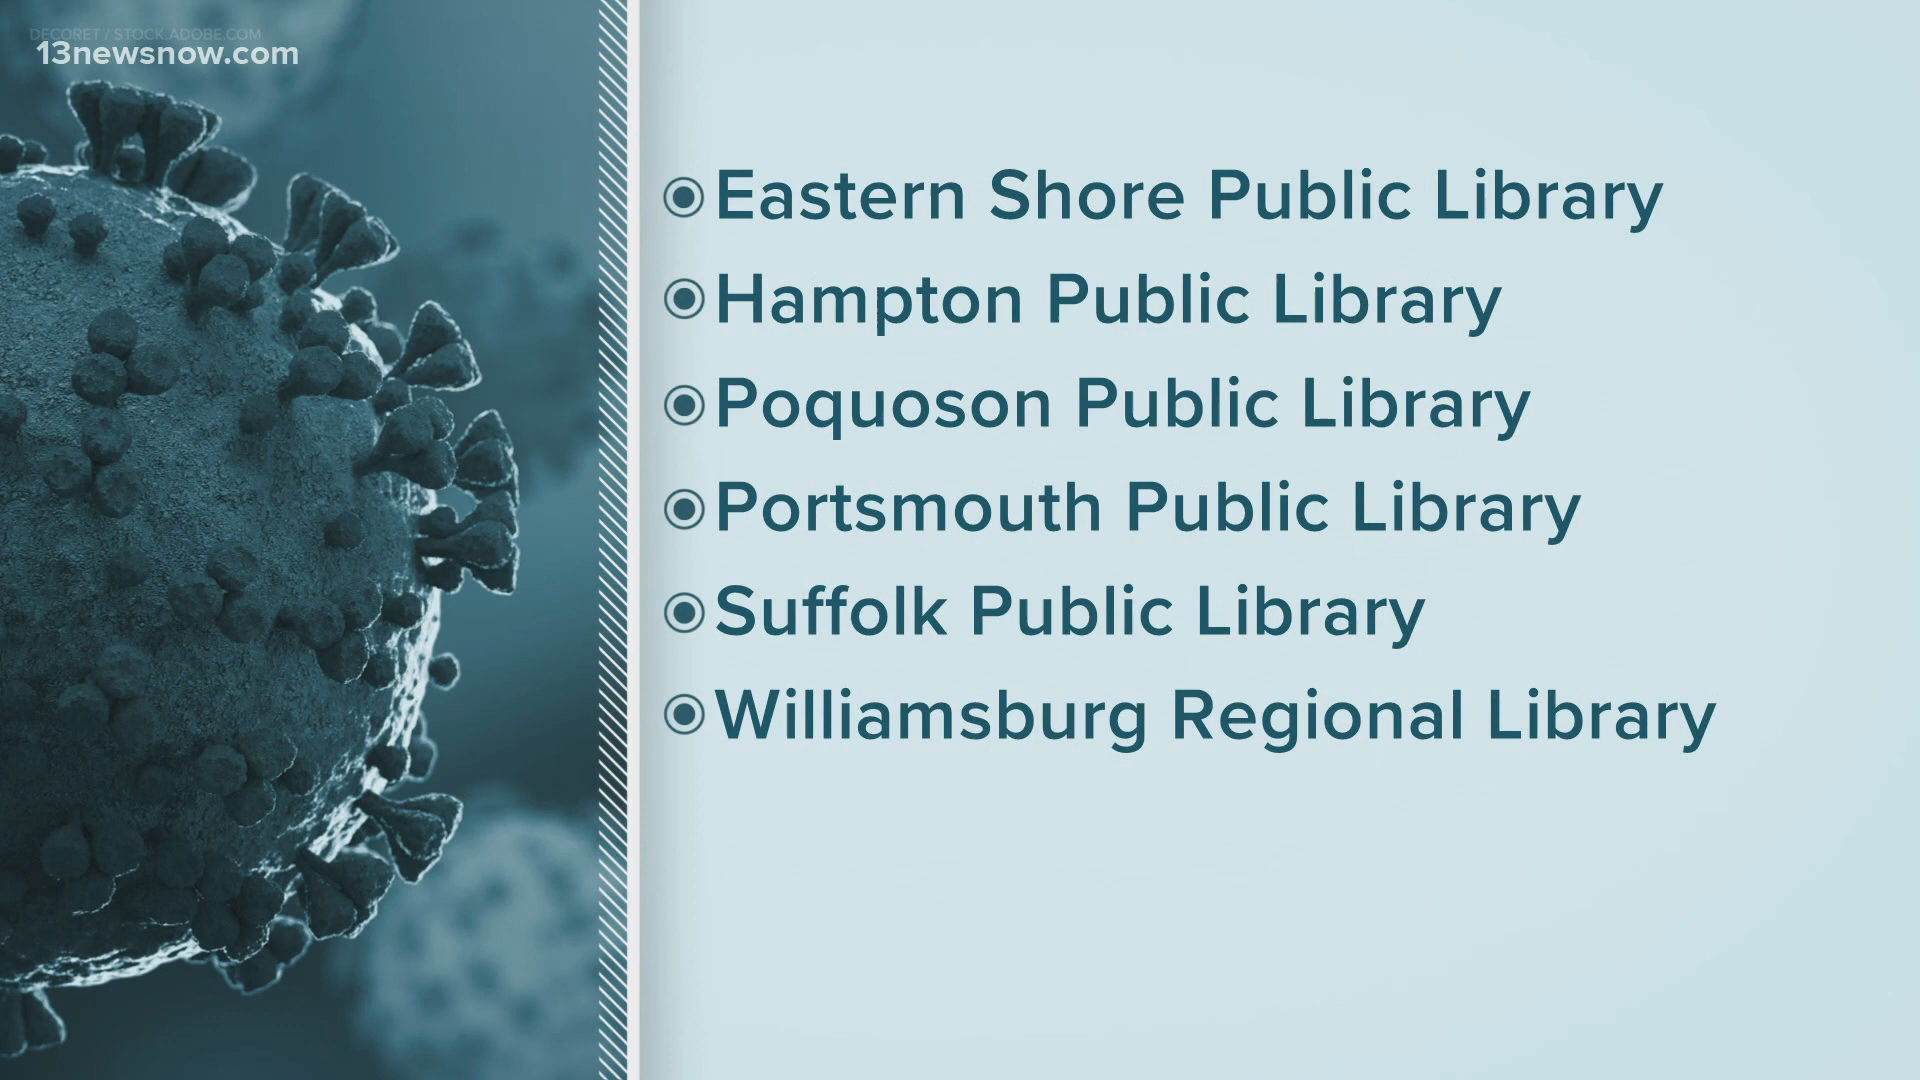 DECORET / STOCK.ADOBE.COM
13newsnow.com
Eastern Shore Public Library
Hampton Public Library
Poquoson Public Library
Portsmouth Public Library
Suffolk Public Library
Williamsburg Regional Library